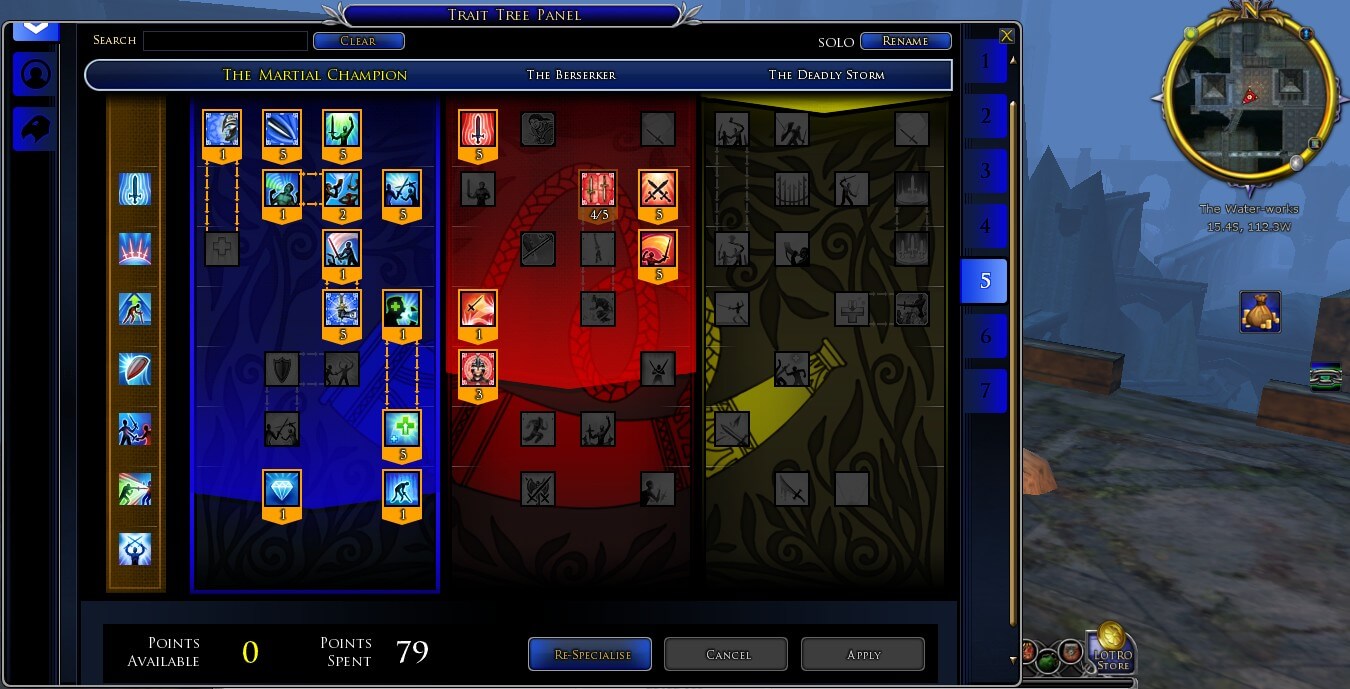 Trait Tree Panel
Search
Clear
SOLO
Rename
The Martial Champion
The Berserker
The Deadly Storm
1
5
5
5
1
2
5
4/5
5
1
5
5
1
1
3
5
1
1
1
2
3
4
5
6
7
Points Available
0
Points Spent
79
Re-Specialise
Cancel
Apply
N
The Water-works
15.4S, 112.3W
LOTRO
Store